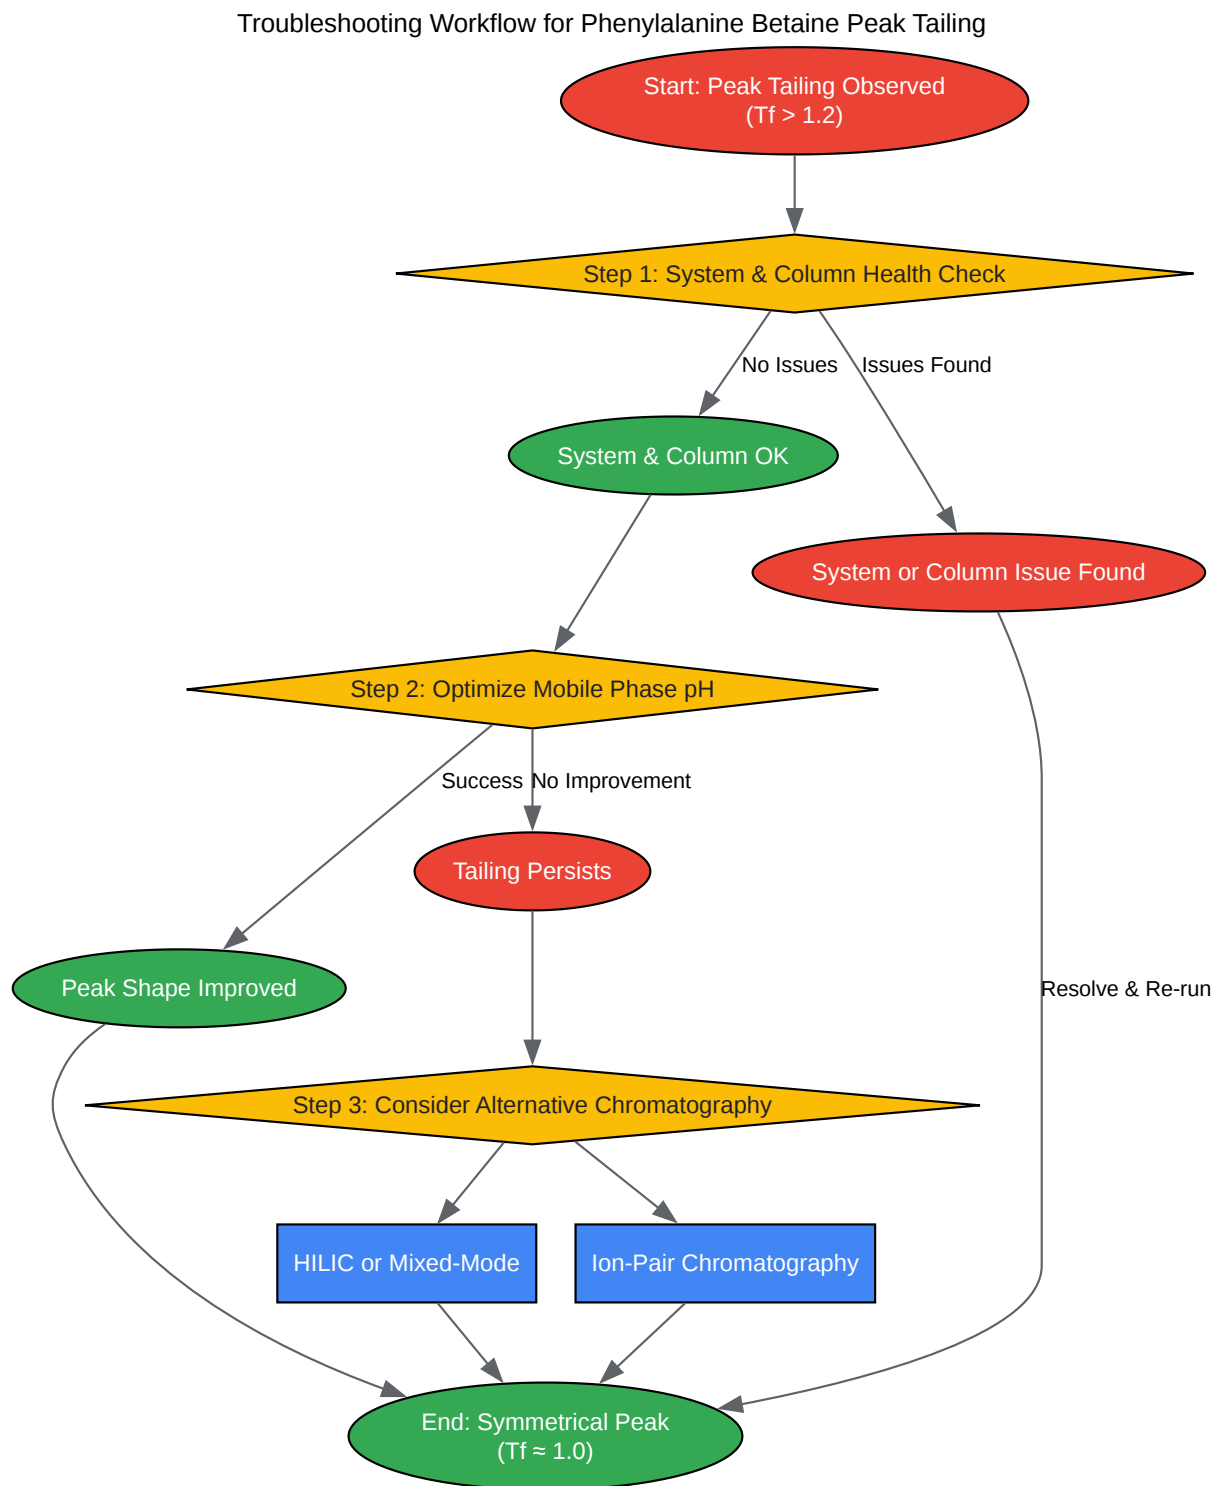 Troubleshooting Workflow for Phenylalanine Betaine Peak Tailing
Start: Peak Tailing Observed
(Tf > 1.2)
Step 1: System & Column Health Check
No Issues
Issues Found
System & Column OK
System or Column Issue Found
Step 2: Optimize Mobile Phase pH
Success
No Improvement
Tailing Persists
Peak Shape Improved
Resolve & Re-run
Step 3: Consider Alternative Chromatography
HILIC or Mixed-Mode
Ion-Pair Chromatography
End: Symmetrical Peak
(Tf ≈ 1.0)